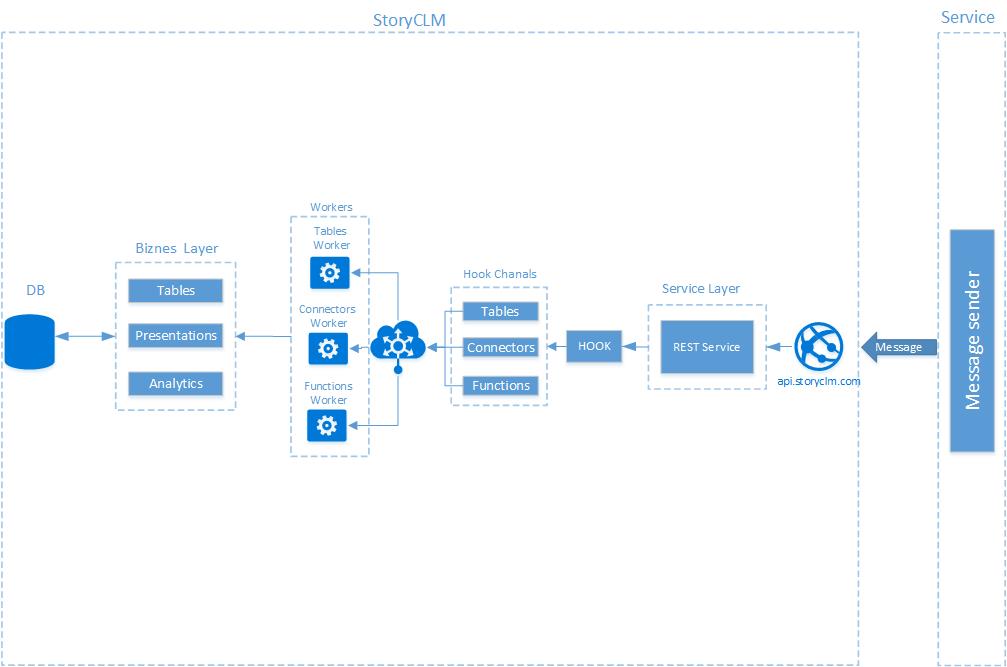 StoryCLM
Service
DB
Biznes Layer
Tables
Presentations
Analytics
Workers
Tables
Worker
Connectors
Worker
Functions
Worker
Hook Chanals
Tables
Connectors
Functions
HOOK
Service Layer
REST Service
api.storyclm.com
Message
Message sender